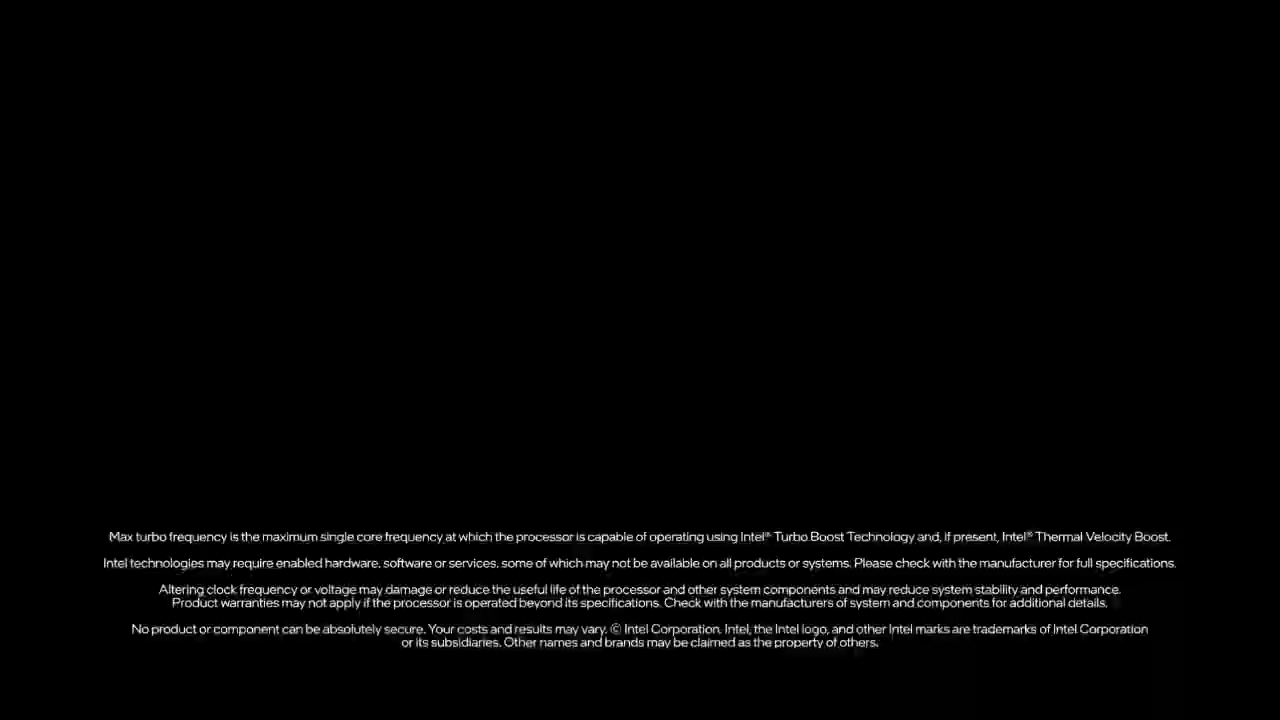 Max turbo frequency is the maximum single core frequency at which the processor is capable of operating using Intel® Turbo Boost Technology and, if present, Intel® Thermal Velocity Boost.
Intel technologies may require enabled hardware, software or services, some of which may not be available on all products or systems. Please check with the manufacturer for full specifications.
Altering clock frequency or voltage may damage or reduce the useful life of the processor and other system components and may reduce system stability and performance.
Product warranties may not apply if the processor is operated beyond its specifications. Check with the manufacturers of system and components for additional details.
No product or component can be absolutely secure. Your costs and results may vary. © Intel Corporation. Intel, the Intel logo, and other Intel marks are trademarks of Intel Corporation
or its subsidiaries. Other names and brands may be claimed as the property of others.